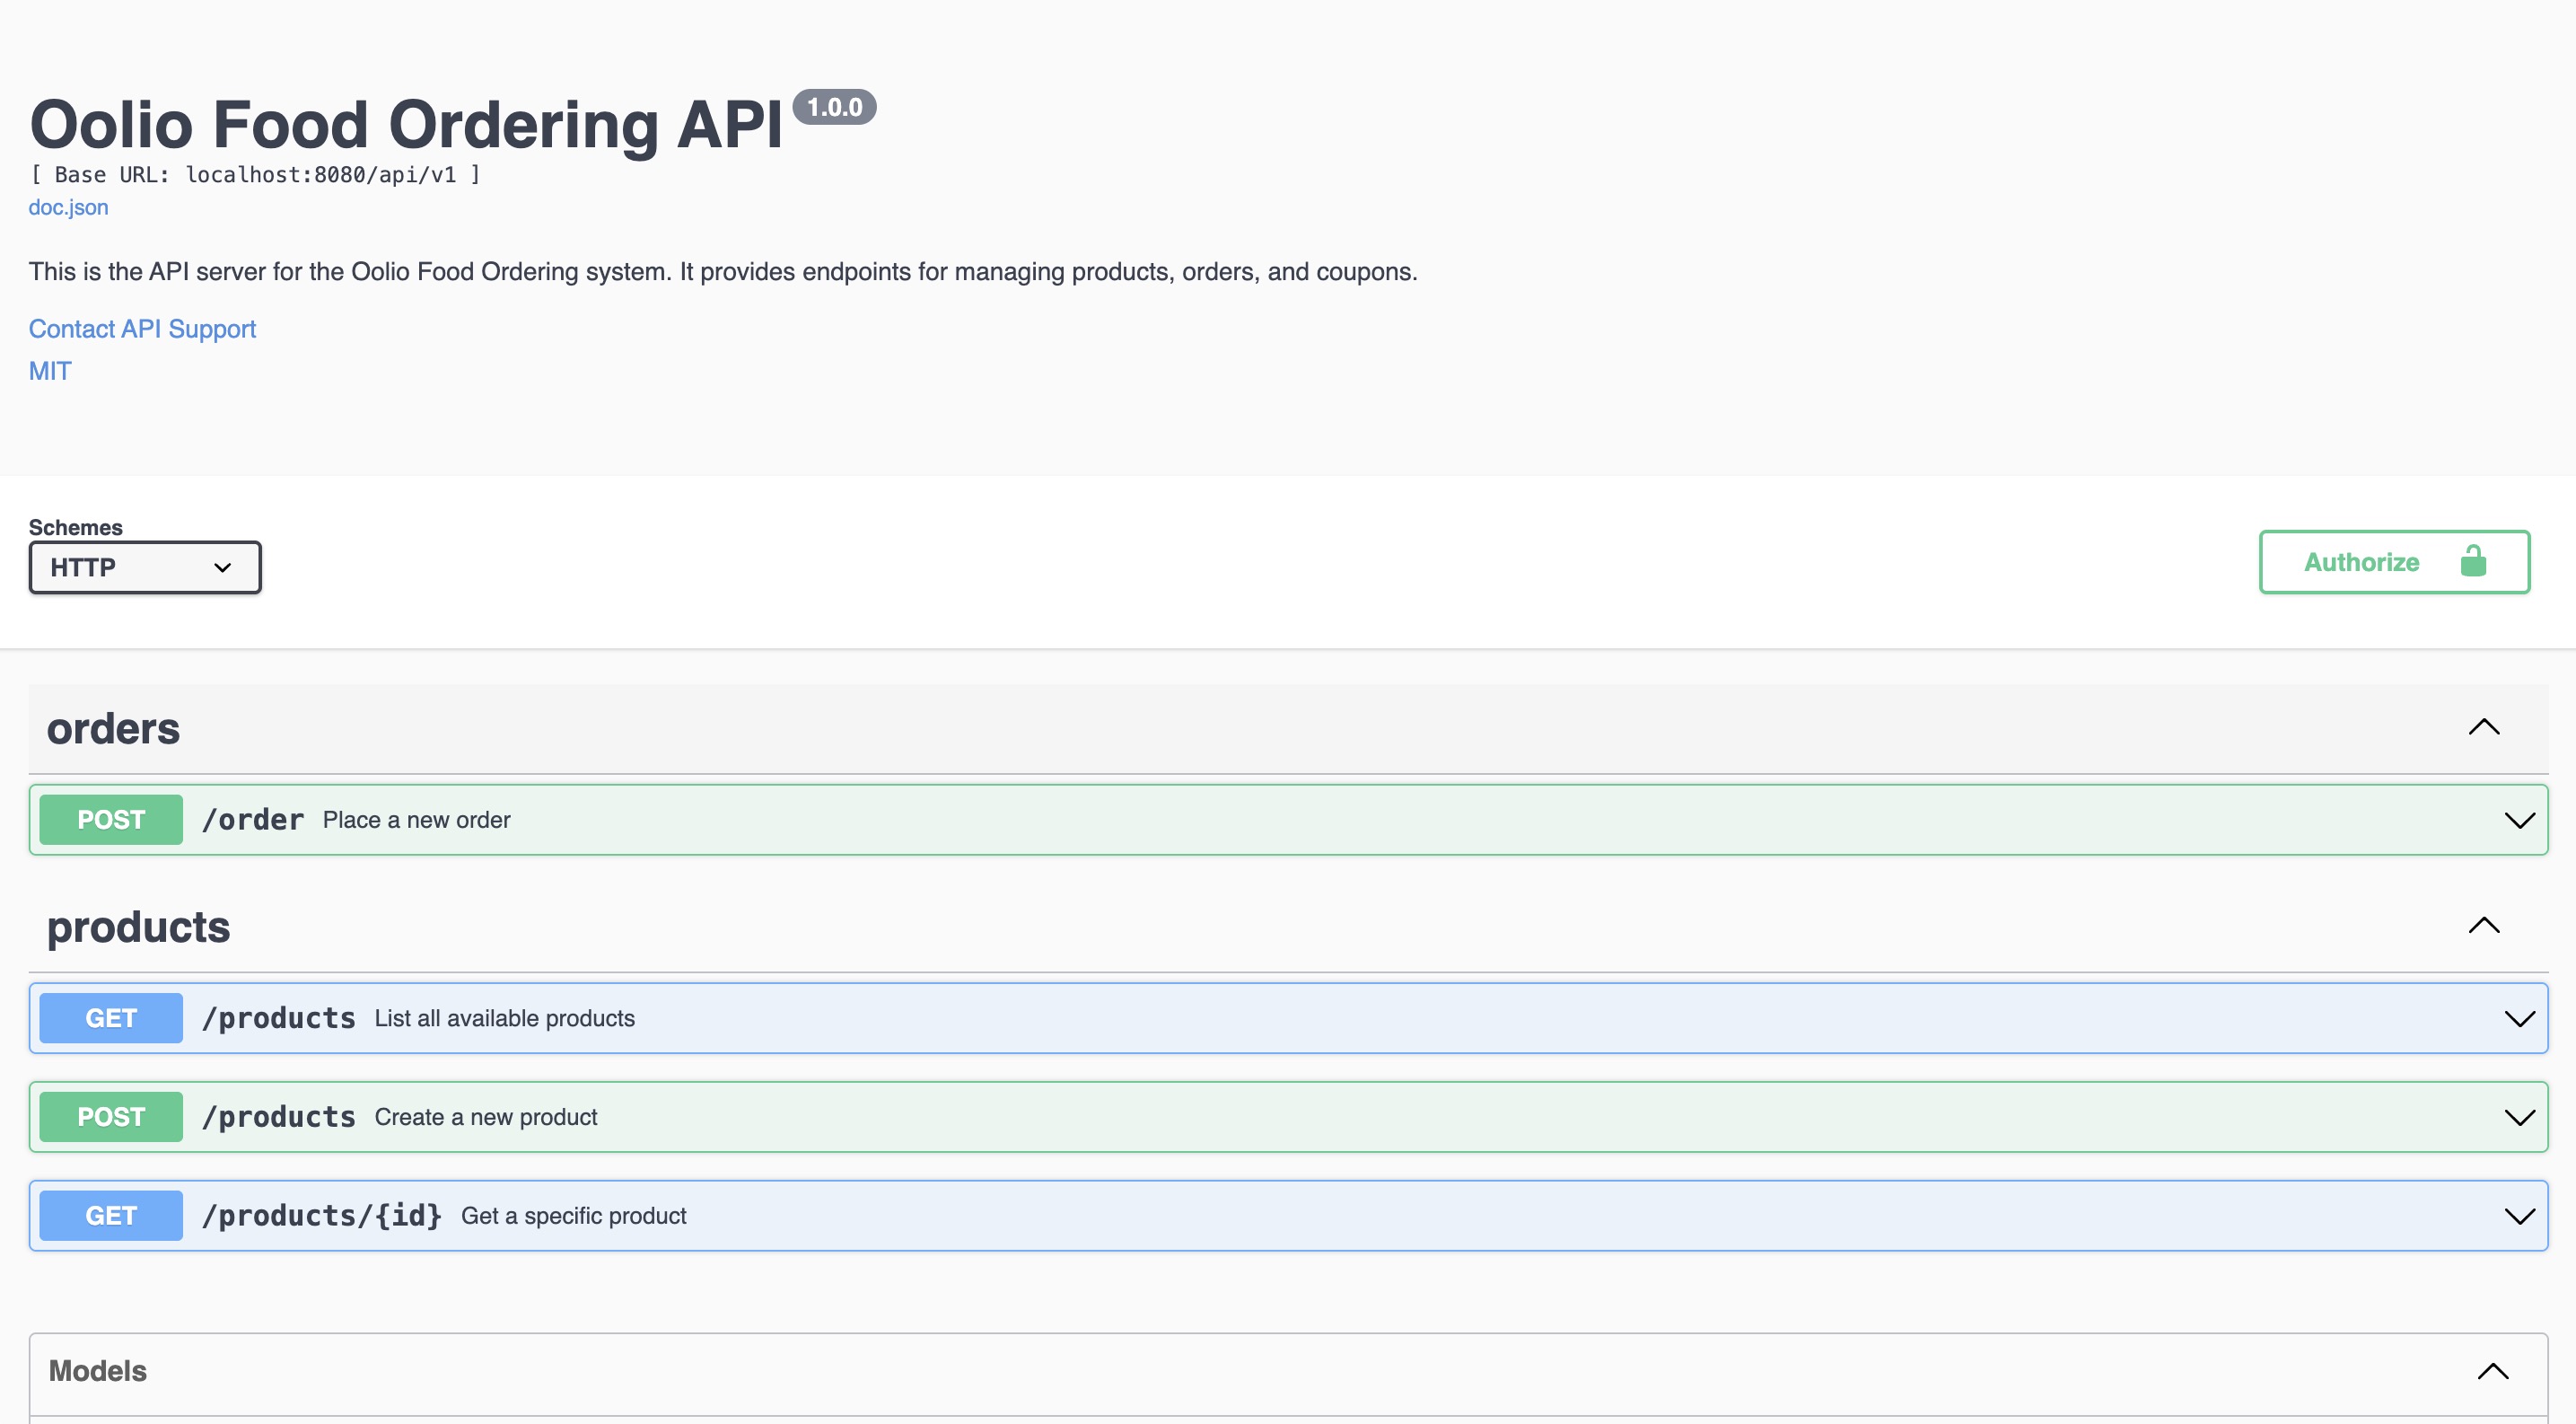 Oolio Food Ordering API 1.0.0
[ Base URL: localhost:8080/api/v1 ]
doc.json
This is the API server for the Oolio Food Ordering system. It provides endpoints for managing products, orders, and coupons.
Contact API Support
MIT
Schemes
HTTP
Authorize
orders
POST /order Place a new order
products
GET /products List all available products
POST /products Create a new product
GET /products/{id} Get a specific product
Models